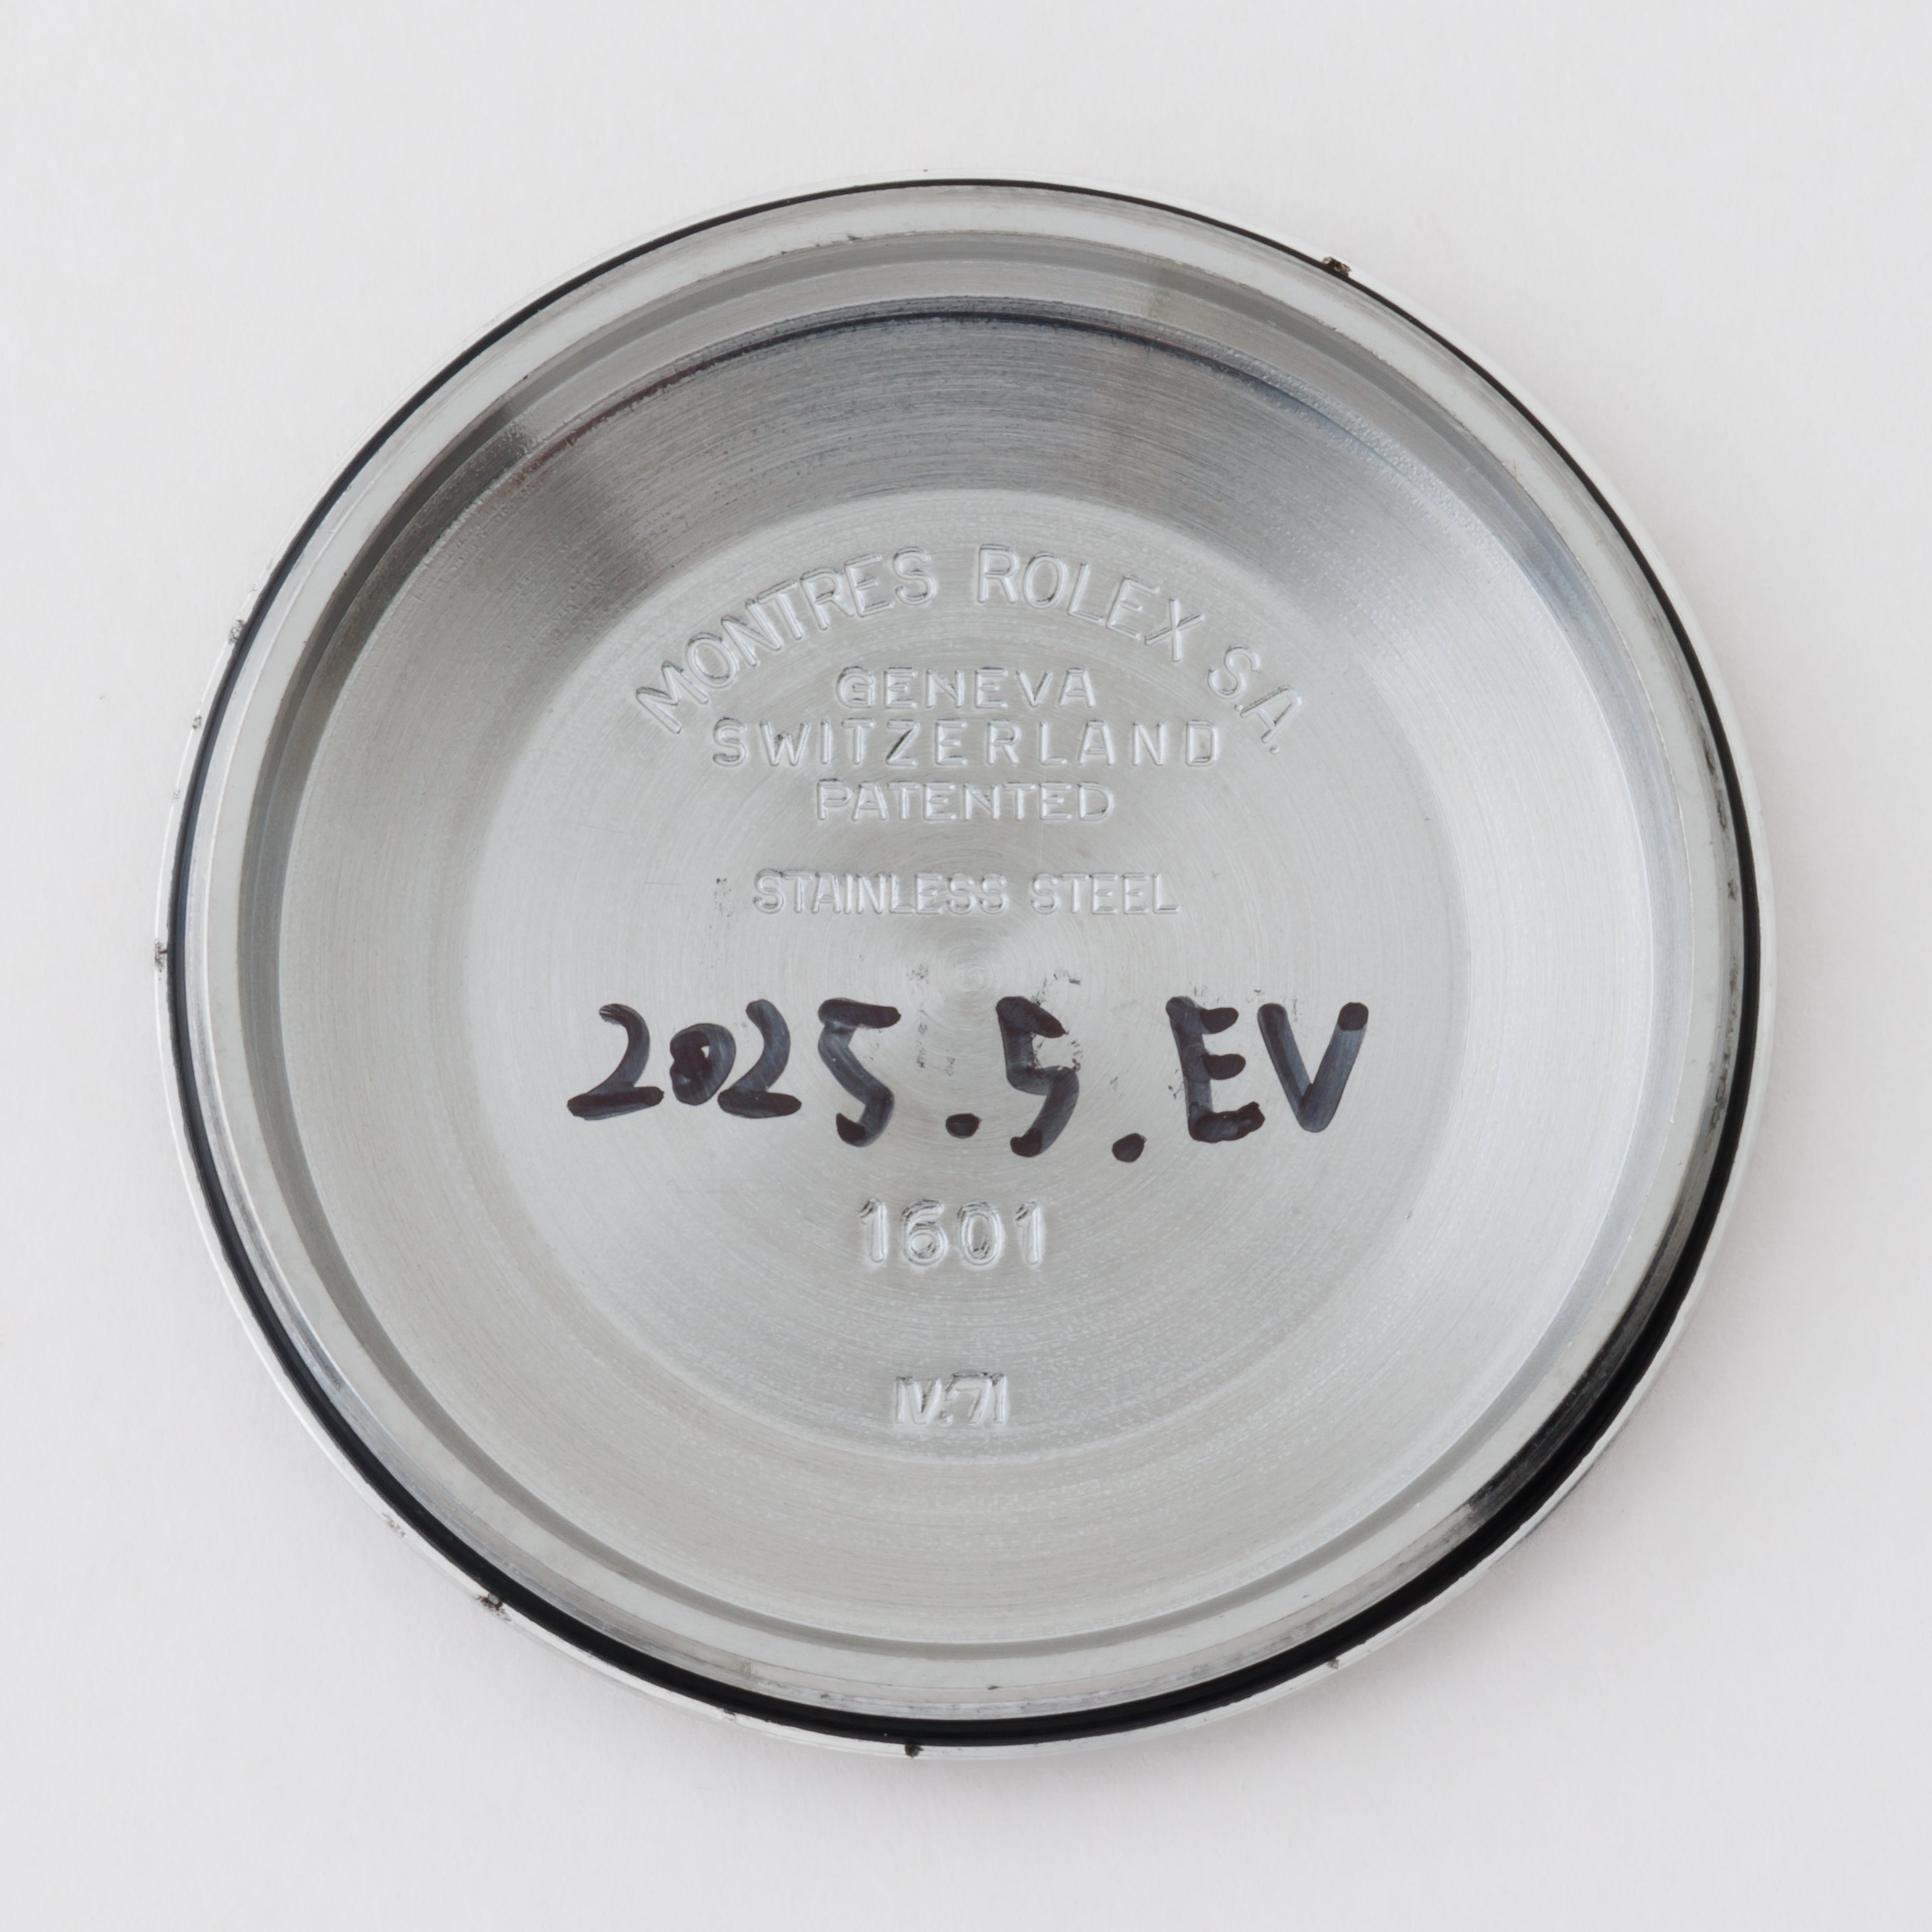 MONTRES ROLEX S.A.
GENEVA
SWITZERLAND
PATENTED
STAINLESS STEEL
2025.5.EV
1601
IV.71